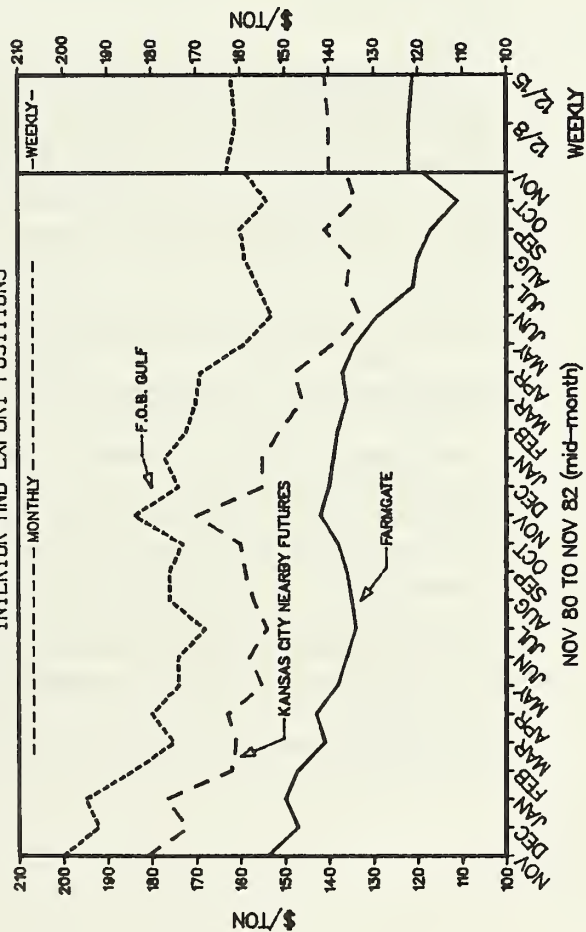 INTERIOR AND EXPORT POSITIONS
MONTHLY
-WEEKLY-
$/TON
210
200
190
180
170
160
150
140
130
120
110
100
F.O.B. GULF
KANSAS CITY NEARBY FUTURES
FARMGATE
210
200
190
180
170
160
150
140
130
120
110
100
$/TON
NOV DEC JAN FEB MAR APR MAY JUN JUL AUG SEP OCT NOV DEC JAN FEB MAR APR MAY JUN JUL AUG SEP OCT NOV
12/8 12/15
NOV 80 TO NOV 82 (mid-month)
WEEKLY